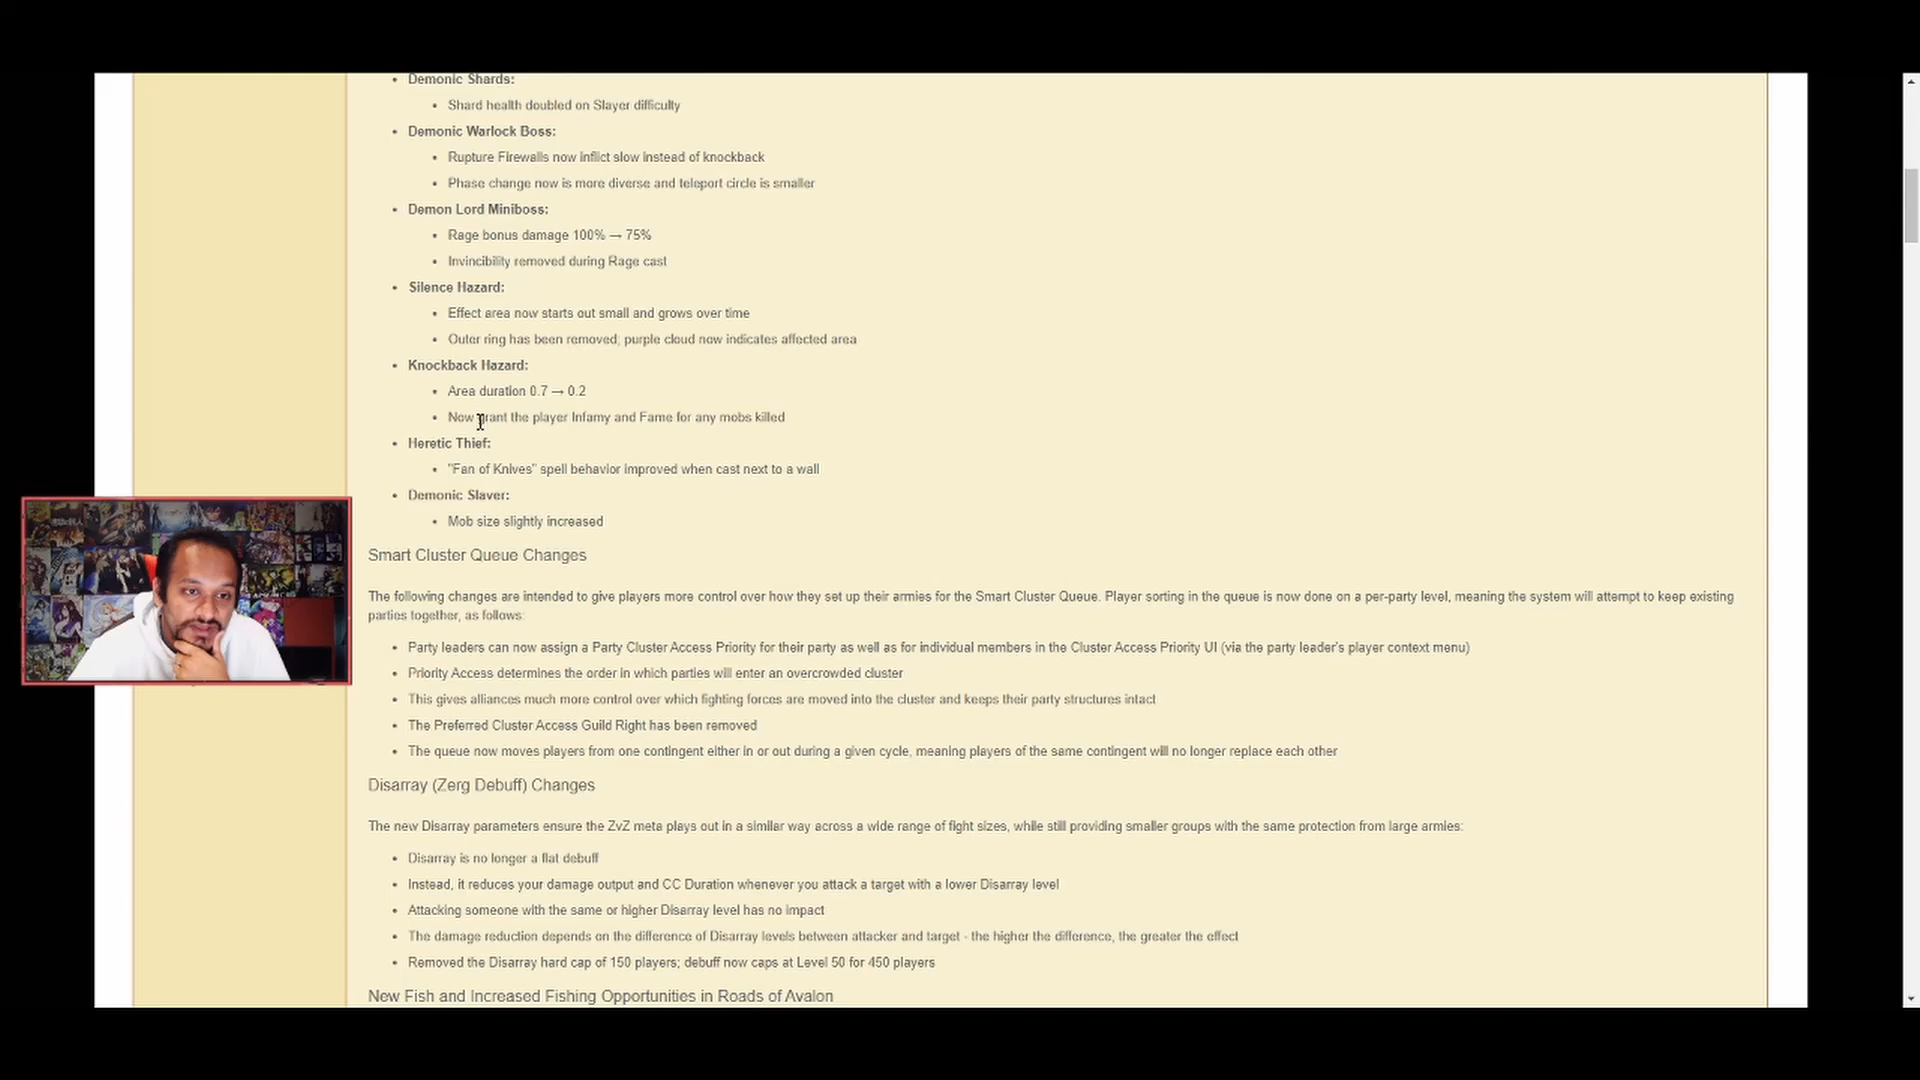 Demonic Shards:
Shard health doubled on Slayer difficulty
Demonic Warlock Boss:
Rupture Firewalls now inflict slow instead of knockback
Phase change now is more diverse and teleport circle is smaller
Demon Lord Miniboss:
Rage bonus damage 100% → 75%
Invincibility removed during Rage cast
Silence Hazard:
Effect area now starts out small and grows over time
Outer ring has been removed; purple cloud now indicates affected area
Knockback Hazard:
Area duration 0.7 → 0.2
Now grant the player Infamy and Fame for any mobs killed
Heretic Thief:
"Fan of Knives" spell behavior improved when cast next to a wall
Demonic Slaver:
Mob size slightly increased
Smart Cluster Queue Changes
The following changes are intended to give players more control over how they set up their armies for the Smart Cluster Queue. Player sorting in the queue is now done on a per-party level, meaning the system will attempt to keep existing
parties together, as follows:
Party leaders can now assign a Party Cluster Access Priority for their party as well as for individual members in the Cluster Access Priority UI (via the party leader's player context menu)
Priority Access determines the order in which parties will enter an overcrowded cluster
This gives alliances much more control over which fighting forces are moved into the cluster and keeps their party structures intact
The Preferred Cluster Access Guild Right has been removed
The queue now moves players from one contingent either in or out during a given cycle, meaning players of the same contingent will no longer replace each other
Disarray (Zerg Debuff) Changes
The new Disarray parameters ensure the ZvZ meta plays out in a similar way across a wide range of fight sizes, while still providing smaller groups with the same protection from large armies:
Disarray is no longer a flat debuff
Instead, it reduces your damage output and CC Duration whenever you attack a target with a lower Disarray level
Attacking someone with the same or higher Disarray level has no impact
The damage reduction depends on the difference of Disarray levels between attacker and target - the higher the difference, the greater the effect
Removed the Disarray hard cap of 150 players; debuff now caps at Level 50 for 450 players
New Fish and Increased Fishing Opportunities in Roads of Avalon